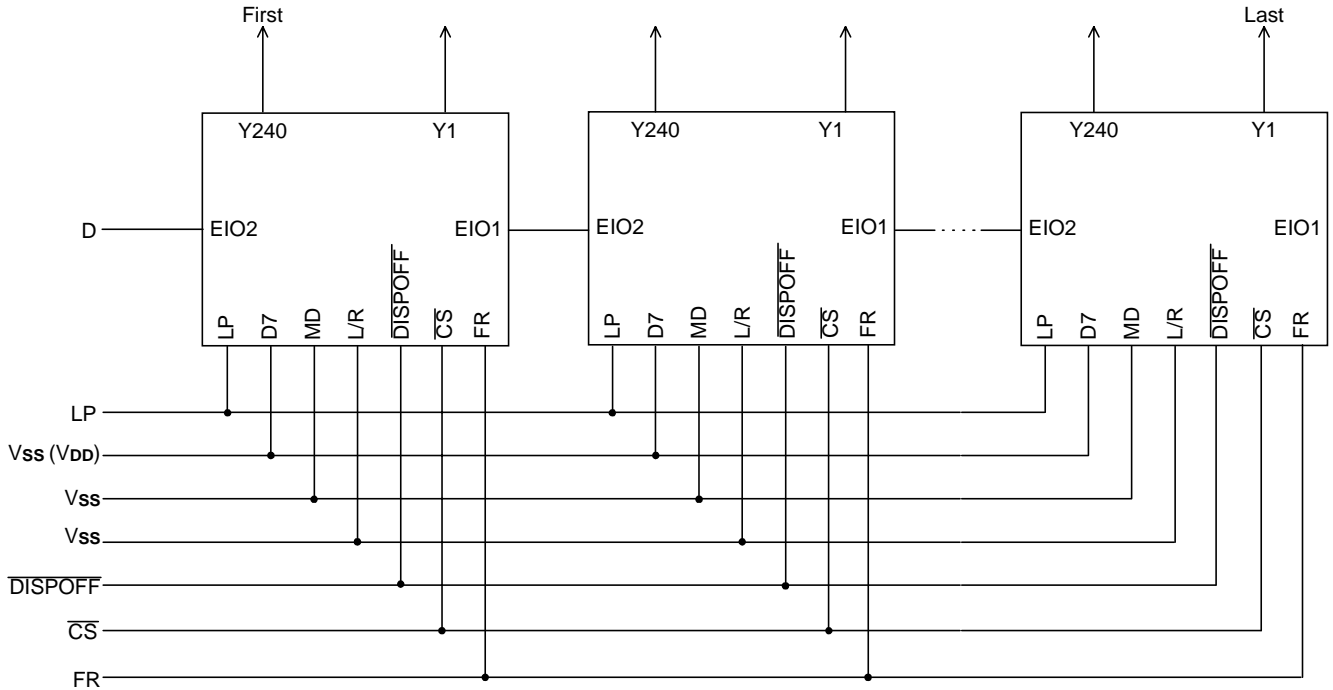 First Last
Y240 Y1 Y240 Y1 Y240 Y1
D EIO2 EIO1 EIO2 EIO1 EIO2 EIO1
LP D7 MD L/R DISPOFF CS FR LP D7 MD L/R DISPOFF CS FR LP D7 MD L/R DISPOFF CS FR
LP
VSS (VDD)
VSS
VSS
DISPOFF
CS
FR